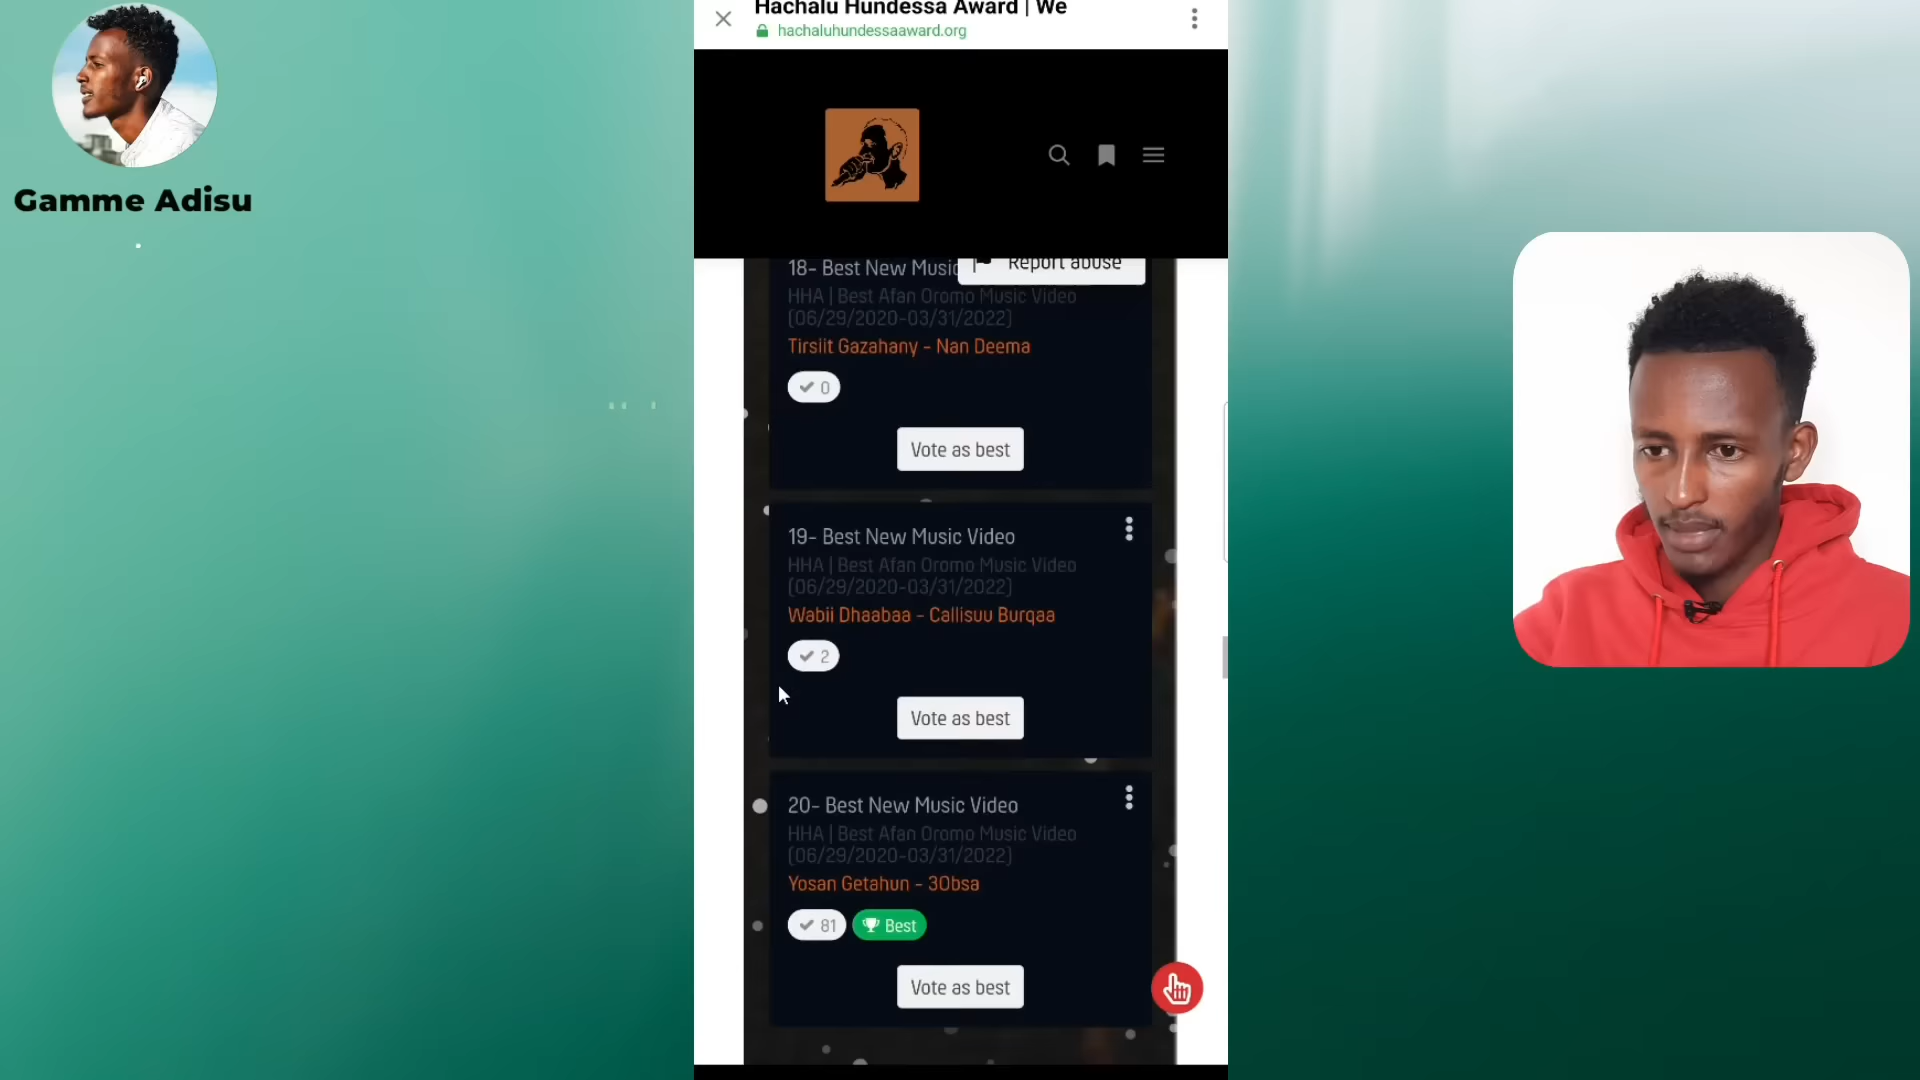 Gamme Adisu
Hachalu Hundessa Award | We
hachaluhundessaaward.org
Report abuse
18- Best New Music
HHA | Best Afan Oromo Music Video
(06/29/2020-03/31/2022)
Tirsiit Gazahany - Nan Deema
0
Vote as best
19- Best New Music Video
HHA | Best Afan Oromo Music Video
(06/29/2020-03/31/2022)
Wabii Dhaabaa - Callisuu Burqaa
2
Vote as best
20- Best New Music Video
HHA | Best Afan Oromo Music Video
(06/29/2020-03/31/2022)
Yosan Getahun - 3Obsa
81 Best
Vote as best